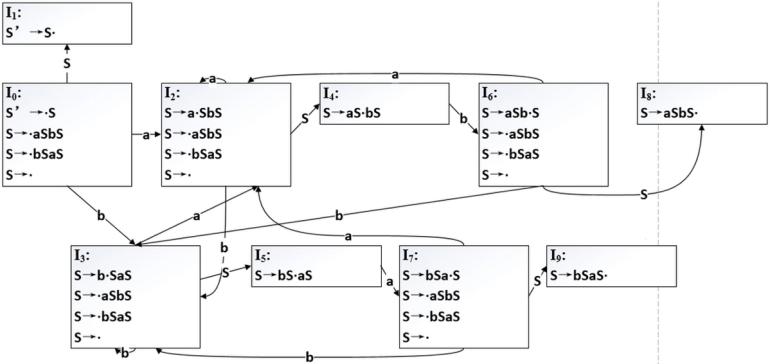 I₁:
S' →S·
S
I₀:
S' →·S
S→·aSbS
S→·bSaS
S→·
a
I₂:
S→a·SbS
S→·aSbS
S→·bSaS
S→·
a
S
I₄:
S→aS·bS
b
a
I₆:
S→aSb·S
S→·aSbS
S→·bSaS
S→·
I₈:
S→aSbS·
S
b
a
b
b
a
I₃:
S→b·SaS
S→·aSbS
S→·bSaS
S→·
b
S
I₅:
S→bS·aS
a
I₇:
S→bSa·S
S→·aSbS
S→·bSaS
S→·
S
I₉:
S→bSaS·
b